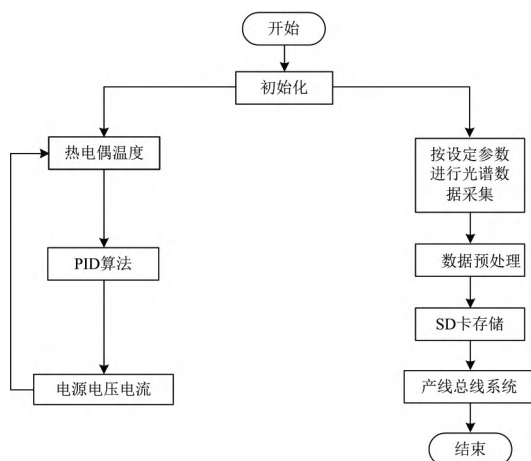 开始
初始化
热电偶温度
PID算法
电源电压电流
按设定参数
进行光谱数
据采集
数据预处理
SD卡存储
产线总线系统
结束